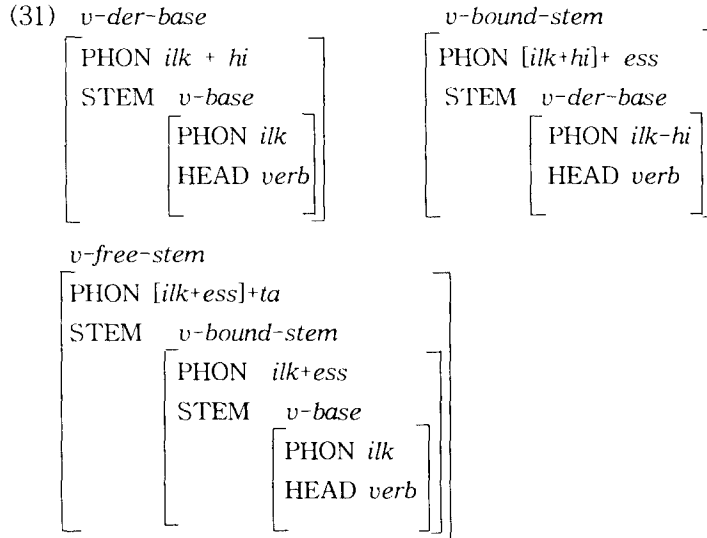 (31) v-der-base v-bound-stem
PHON ilk + hi PHON [ilk+hi]+ ess
STEM v-base STEM v-der-base
PHON ilk PHON ilk-hi
HEAD verb HEAD verb
v-free-stem
PHON [ilk+ess]+ta
STEM v-bound-stem
PHON ilk+ess
STEM v-base
PHON ilk
HEAD verb